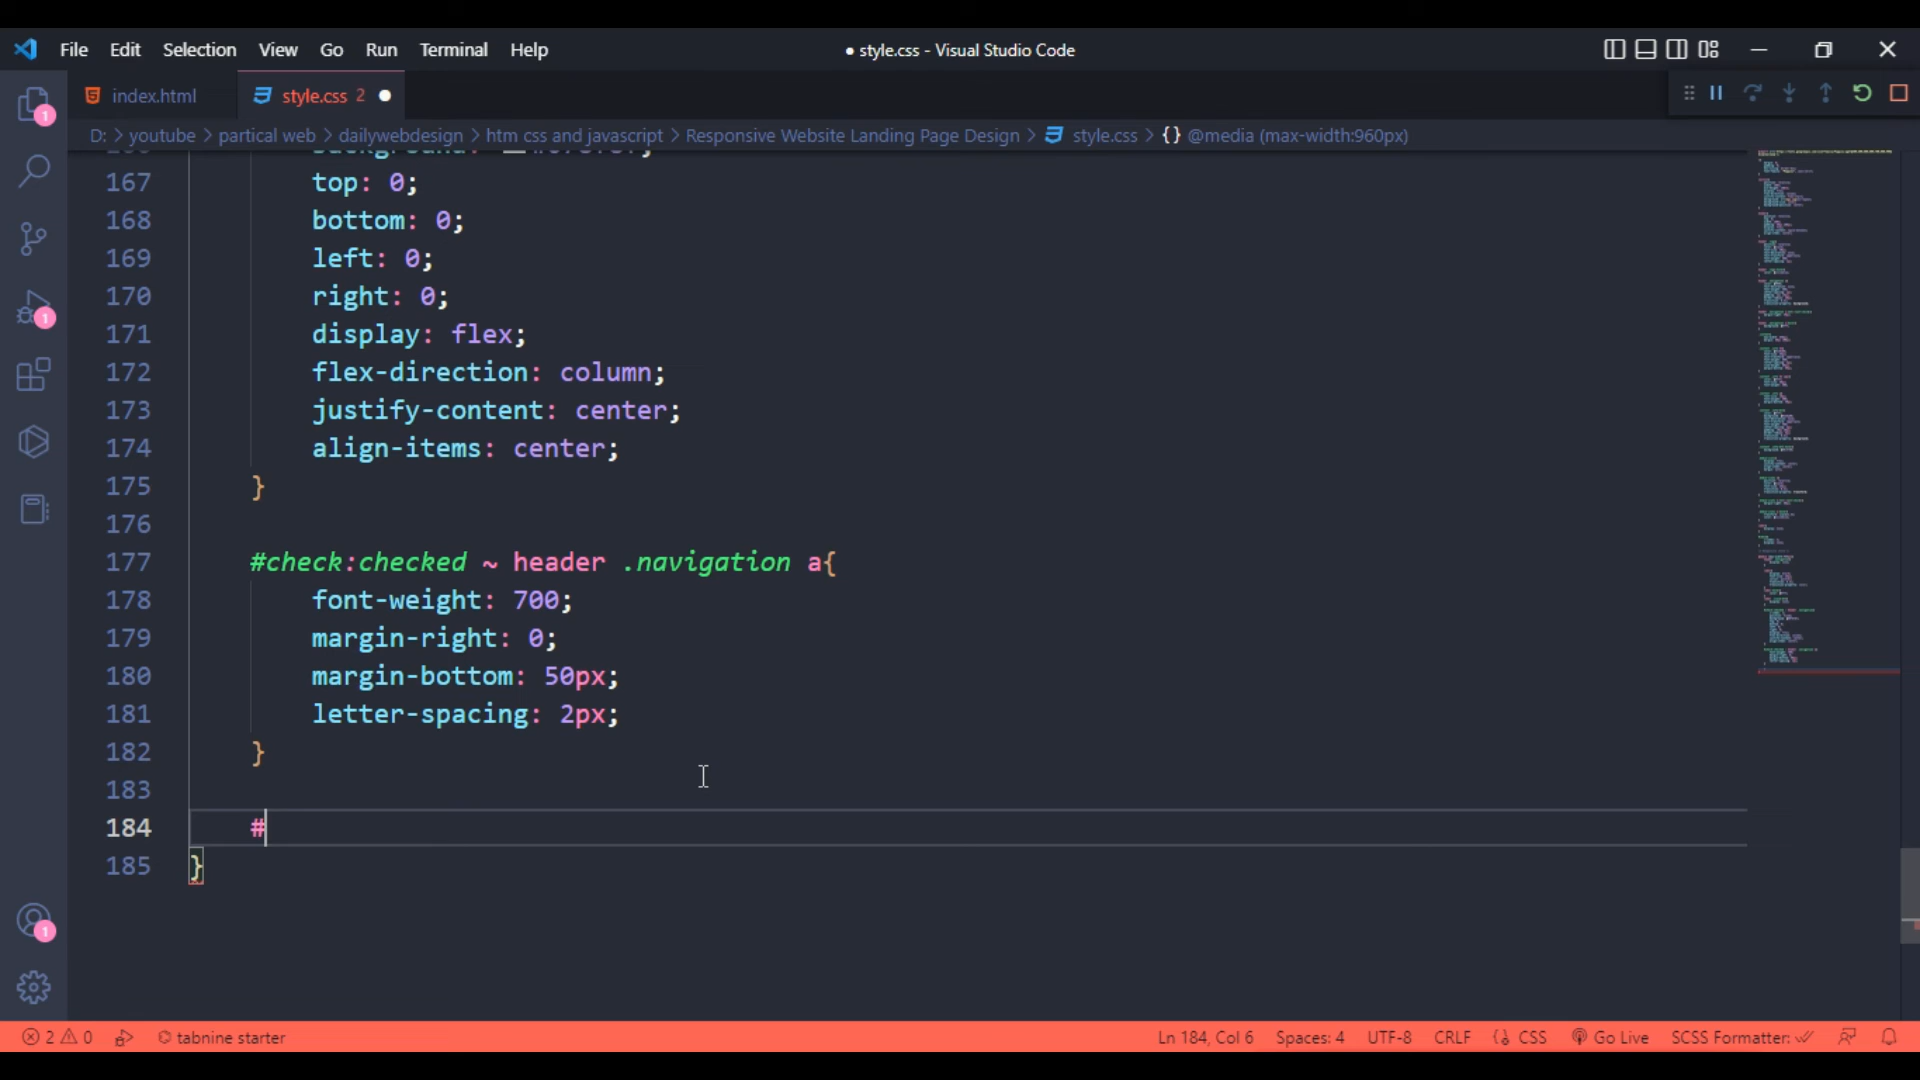 File Edit Selection View Go Run Terminal Help
● style.css - Visual Studio Code
index.html
style.css 2 ●
D: > youtube > partical web > dailywebdesign > htm css and javascript > Responsive Website Landing Page Design > style.css > {} @media (max-width:960px)
167 top: 0;
168 bottom: 0;
169 left: 0;
170 right: 0;
171 display: flex;
172 flex-direction: column;
173 justify-content: center;
174 align-items: center;
175 }
176
177 #check:checked ~ header .navigation a{
178 font-weight: 700;
179 margin-right: 0;
180 margin-bottom: 50px;
181 letter-spacing: 2px;
182 }
183
184 #
185 }
1
1
1
2 0 tabnine starter Ln 184, Col 6 Spaces: 4 UTF-8 CRLF CSS Go Live SCSS Formatter: